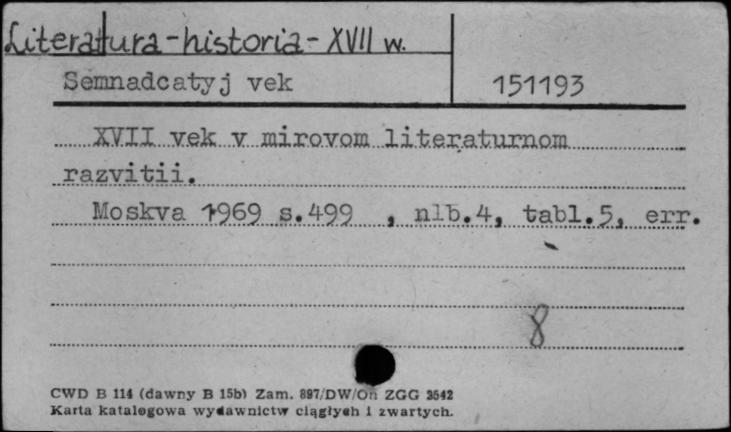 Literatura-historia-XVII w.
Semnadcatyj vek 151193
XVII vek v mirovom literaturnom
razvitii.
Moskva 1969 s.499 , nlb.4, tabl.5, err.
8
CWD B 114 (dawny B 15b) Zam. 897/DW/On ZGG 3542
Karta katalogowa wydawnictw ciągłych i zwartych.